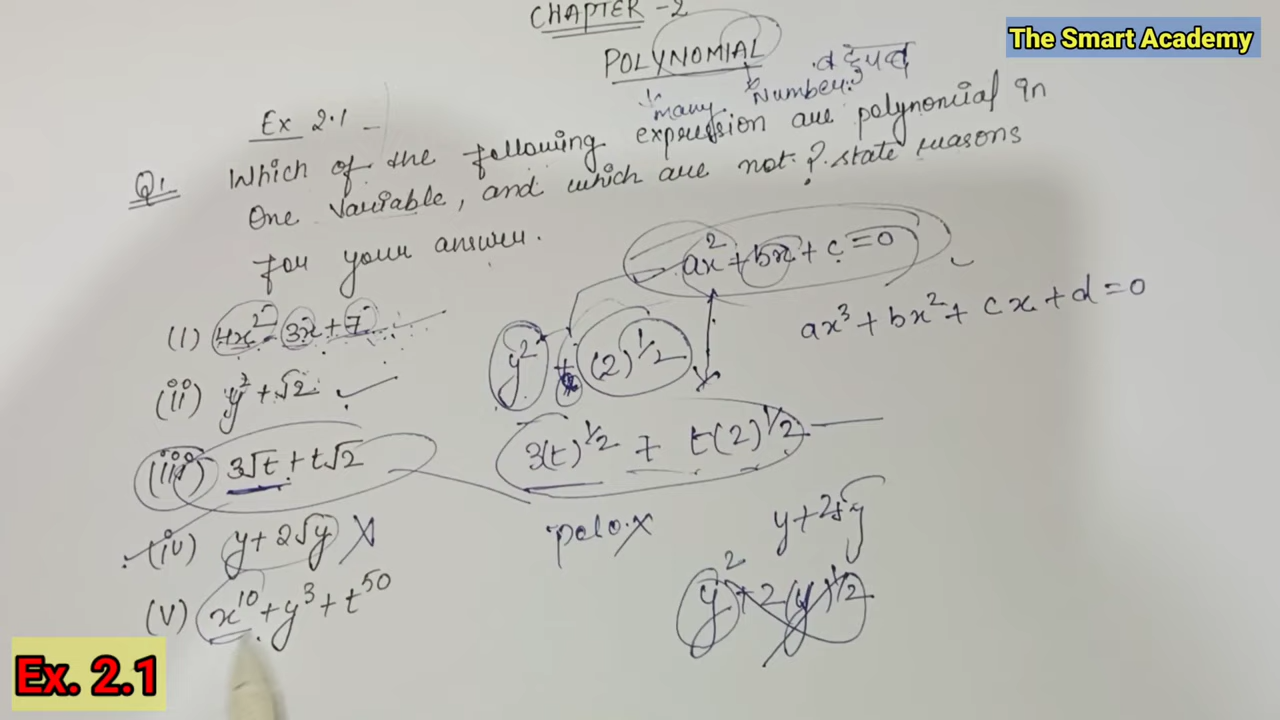 CHAPTER -2
The Smart Academy
POLYNOMIAL
many Number.
Ex 2.1 -
Q1. Which of the following expression are polynomial in
One variable, and which are not ? state reasons
for your answer.
ax² + bx + c = 0
(i) 4x² - 3x + 7
ax³ + bx² + cx + d = 0
y² + (2)^1/2
(ii) y² + √2
(iii) 3√t + t√2
3(t)^1/2 + t(2)^1/2
(iv) y + 2√y X
y + 2√y
(v) x¹⁰ + y³ + t⁵⁰
y² + 2(y)^1/2
Ex. 2.1